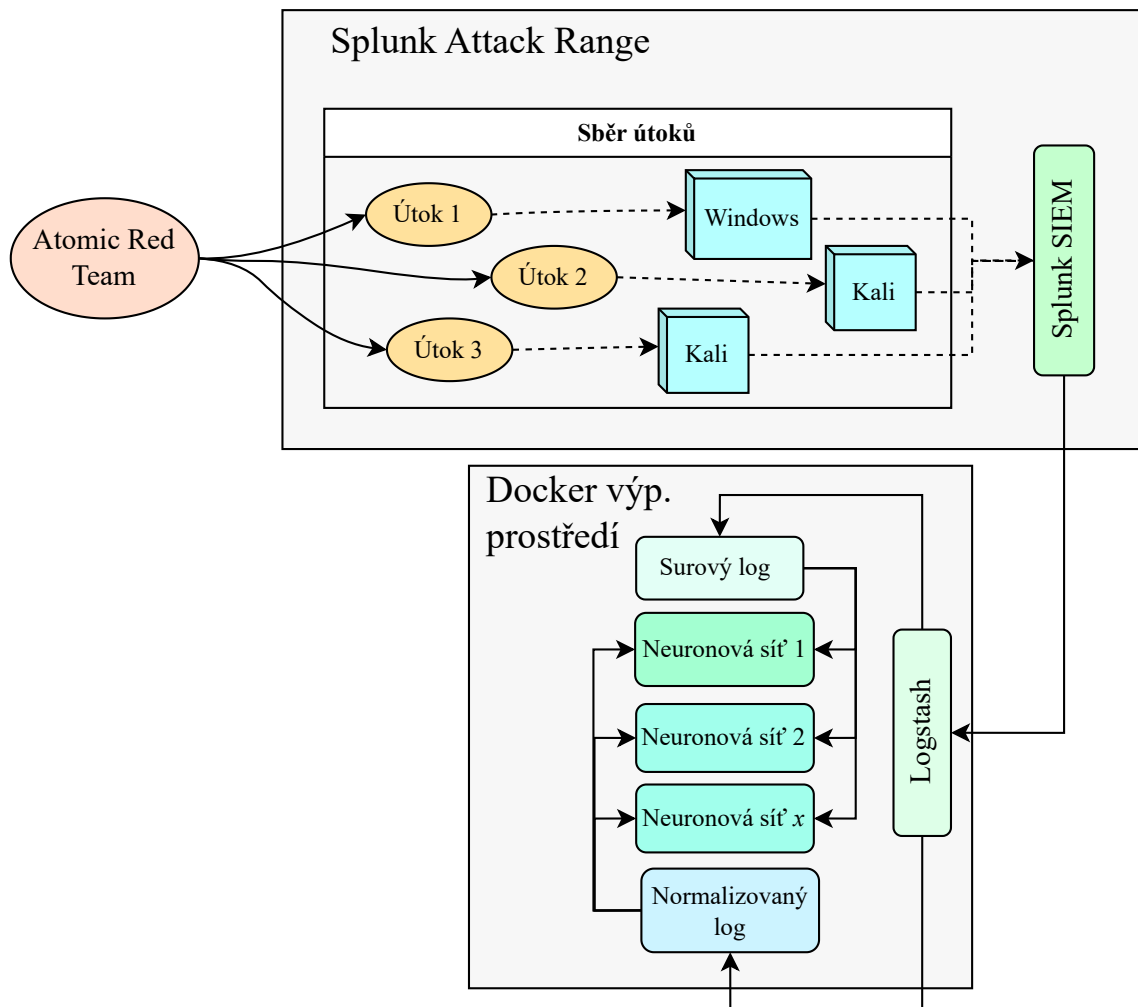 Splunk Attack Range
Sběr útoků
Atomic Red
Team
Útok 1
Útok 2
Útok 3
Windows
Kali
Kali
Splunk SIEM
Docker výp.
prostředí
Surový log
Neuronová síť 1
Neuronová síť 2
Neuronová síť x
Normalizovaný
log
Logstash